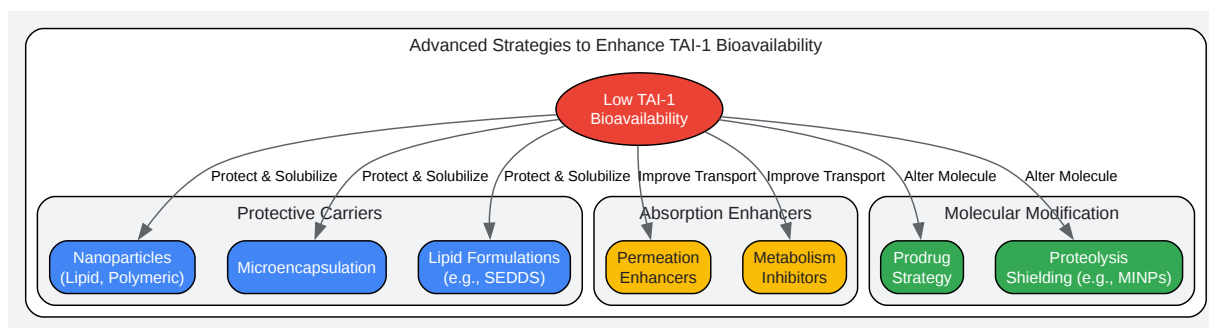 Advanced Strategies to Enhance TAI-1 Bioavailability
Low TAI-1
Bioavailability
Protect & Solubilize
Protect & Solubilize
Protect & Solubilize
Improve Transport
Improve Transport
Alter Molecule
Alter Molecule
Protective Carriers
Absorption Enhancers
Molecular Modification
Nanoparticles
(Lipid, Polymeric)
Microencapsulation
Lipid Formulations
(e.g., SEDDS)
Permeation
Enhancers
Metabolism
Inhibitors
Prodrug
Strategy
Proteolysis
Shielding (e.g., MINPs)